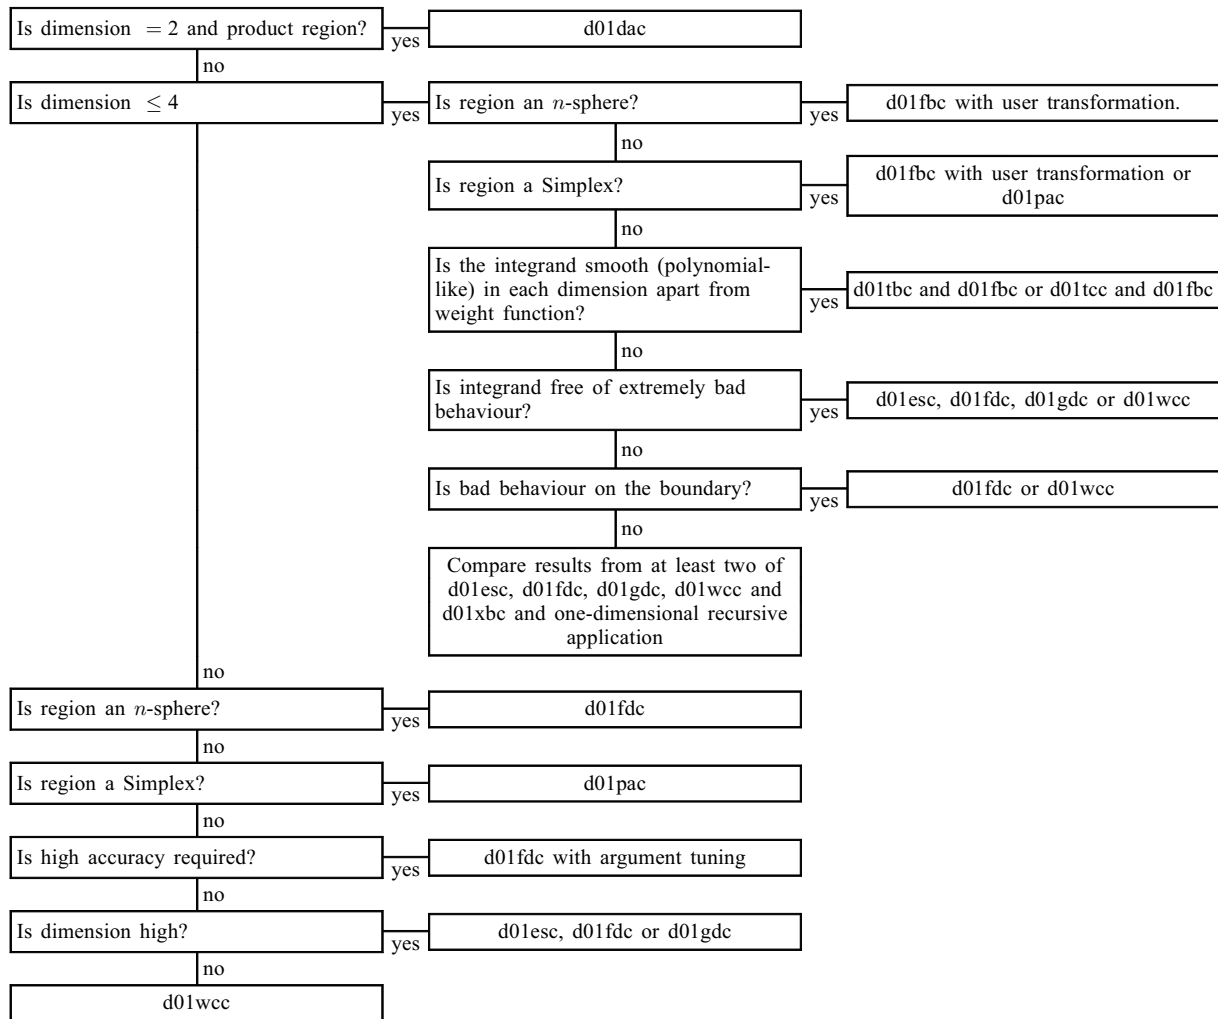 Is dimension = 2 and product region?
yes
d01dac
no
Is dimension ≤ 4
yes
Is region an n-sphere?
yes
d01fbc with user transformation.
no
Is region a Simplex?
yes
d01fbc with user transformation or
d01pac
no
Is the integrand smooth (polynomial-
like) in each dimension apart from
weight function?
yes
d01tbc and d01fbc or d01tcc and d01fbc
no
Is integrand free of extremely bad
behaviour?
yes
d01esc, d01fdc, d01gdc or d01wcc
no
Is bad behaviour on the boundary?
yes
d01fdc or d01wcc
no
Compare results from at least two of
d01esc, d01fdc, d01gdc, d01wcc and
d01xbc and one-dimensional recursive
application
no
Is region an n-sphere?
yes
d01fdc
no
Is region a Simplex?
yes
d01pac
no
Is high accuracy required?
yes
d01fdc with argument tuning
no
Is dimension high?
yes
d01esc, d01fdc or d01gdc
no
d01wcc